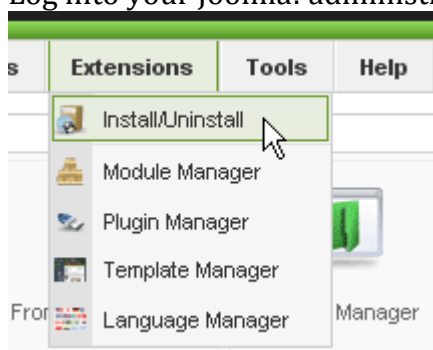 Log into your Joomla! administ
s Extensions Tools Help
Install/Uninstall
Module Manager
Plugin Manager
Template Manager
Fror Language Manager Manager